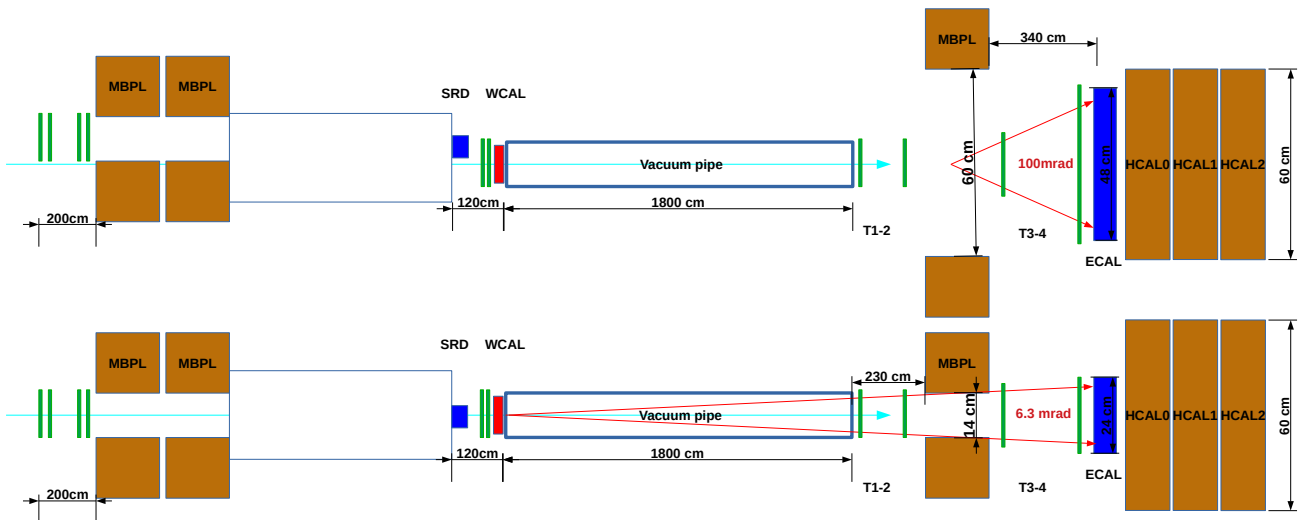 MBPL
340 cm
MBPL
MBPL
SRD
WCAL
Vacuum pipe
60 cm
100mrad
48 cm
HCAL0
HCAL1
HCAL2
60 cm
120cm
1800 cm
200cm
T1-2
T3-4
ECAL
SRD
WCAL
MBPL
MBPL
MBPL
230 cm
Vacuum pipe
14 cm
6.3 mrad
24 cm
HCAL0
HCAL1
HCAL2
60 cm
120cm
1800 cm
ECAL
200cm
T1-2
T3-4